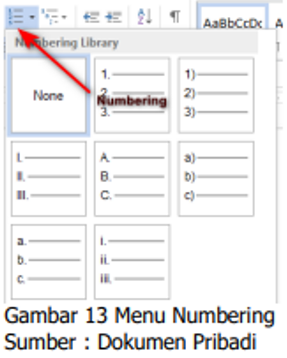 AaBbCcDc
Numbering Library
None
1.
2.
3.
1)
2)
3)
Numbering
I.
II.
III.
A.
B.
C.
a)
b)
c)
a.
b.
c.
i.
ii.
iii.
Gambar 13 Menu Numbering
Sumber : Dokumen Pribadi